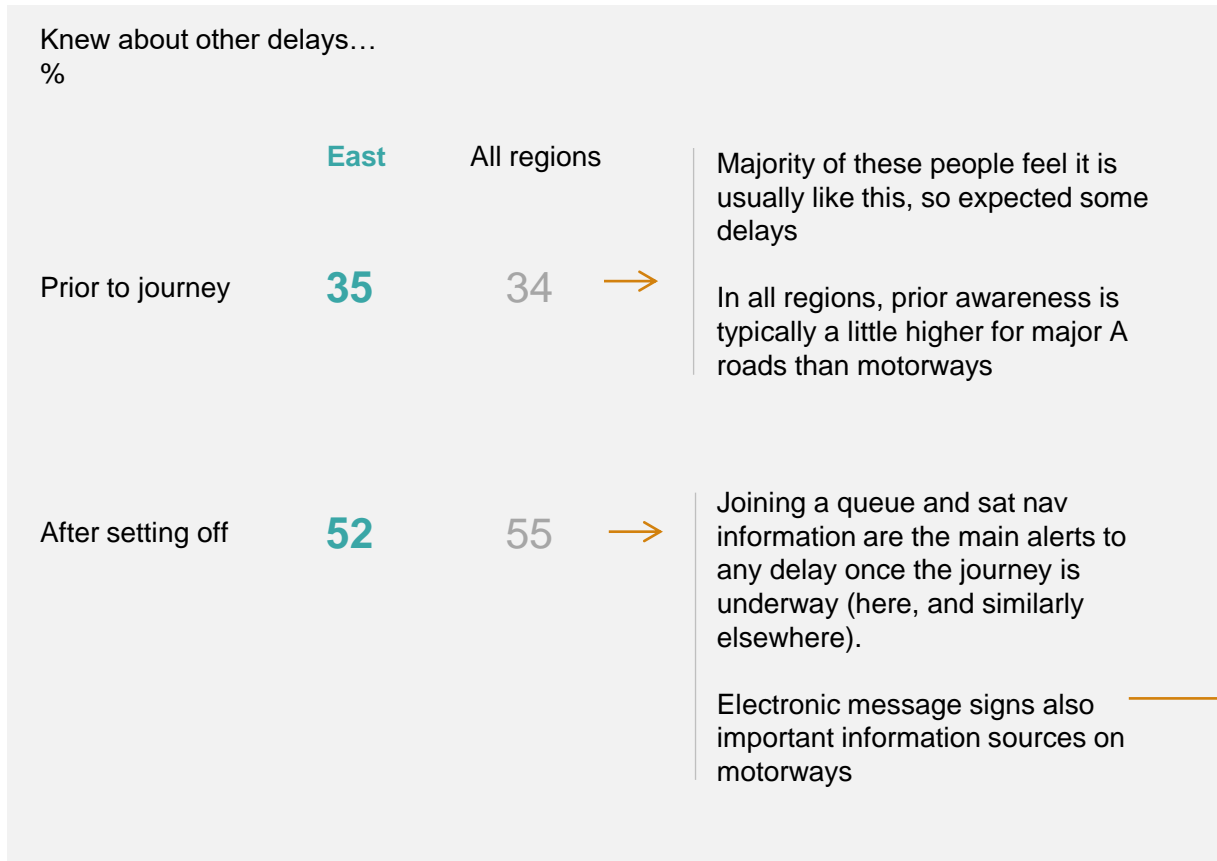 Knew about other delays…
%
East All regions
Prior to journey 35 34
Majority of these people feel it is
usually like this, so expected some
delays
In all regions, prior awareness is
typically a little higher for major A
roads than motorways
After setting off 52 55
Joining a queue and sat nav
information are the main alerts to
any delay once the journey is
underway (here, and similarly
elsewhere).
Electronic message signs also
important information sources on
motorways